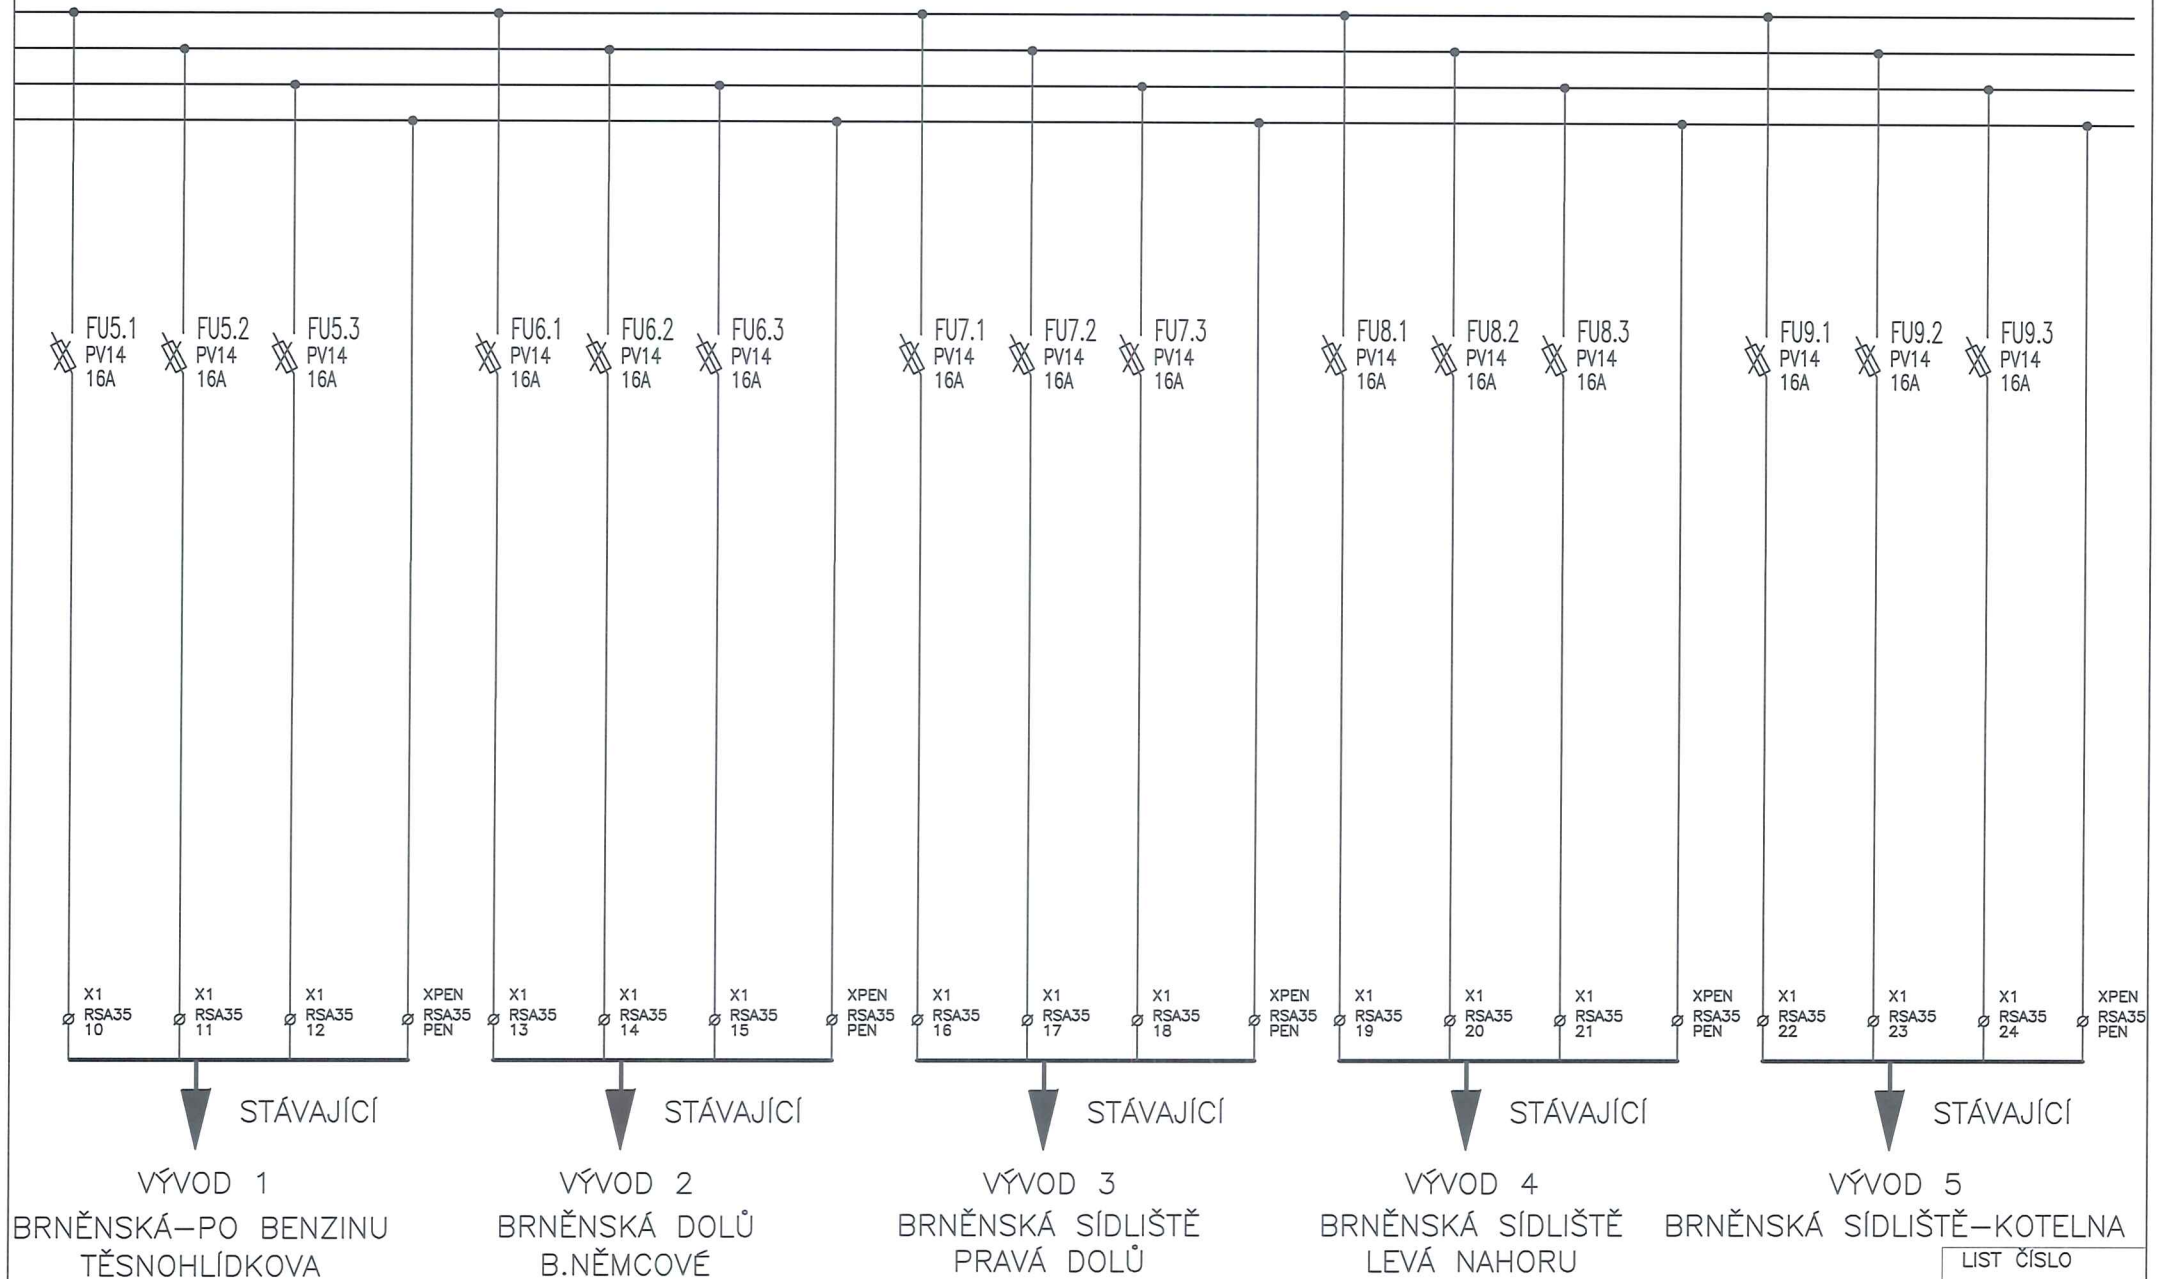 FU5.1
PV14
16A
FU5.2
PV14
16A
FU5.3
PV14
16A
FU6.1
PV14
16A
FU6.2
PV14
16A
FU6.3
PV14
16A
FU7.1
PV14
16A
FU7.2
PV14
16A
FU7.3
PV14
16A
FU8.1
PV14
16A
FU8.2
PV14
16A
FU8.3
PV14
16A
FU9.1
PV14
16A
FU9.2
PV14
16A
FU9.3
PV14
16A
X1
RSA35
10
X1
RSA35
11
X1
RSA35
12
XPEN
RSA35
PEN
X1
RSA35
13
X1
RSA35
14
X1
RSA35
15
XPEN
RSA35
PEN
X1
RSA35
16
X1
RSA35
17
X1
RSA35
18
XPEN
RSA35
PEN
X1
RSA35
19
X1
RSA35
20
X1
RSA35
21
XPEN
RSA35
PEN
X1
RSA35
22
X1
RSA35
23
X1
RSA35
24
XPEN
RSA35
PEN
STÁVAJÍCÍ
VÝVOD 1
BRNĚNSKÁ–PO BENZINU
TĚSNOHLÍDKOVA
STÁVAJÍCÍ
VÝVOD 2
BRNĚNSKÁ DOLŮ
B.NĚMCOVÉ
STÁVAJÍCÍ
VÝVOD 3
BRNĚNSKÁ SÍDLIŠTĚ
PRAVÁ DOLŮ
STÁVAJÍCÍ
VÝVOD 4
BRNĚNSKÁ SÍDLIŠTĚ
LEVÁ NAHORU
STÁVAJÍCÍ
VÝVOD 5
BRNĚNSKÁ SÍDLIŠTĚ–KOTELNA
LIST ČÍSLO